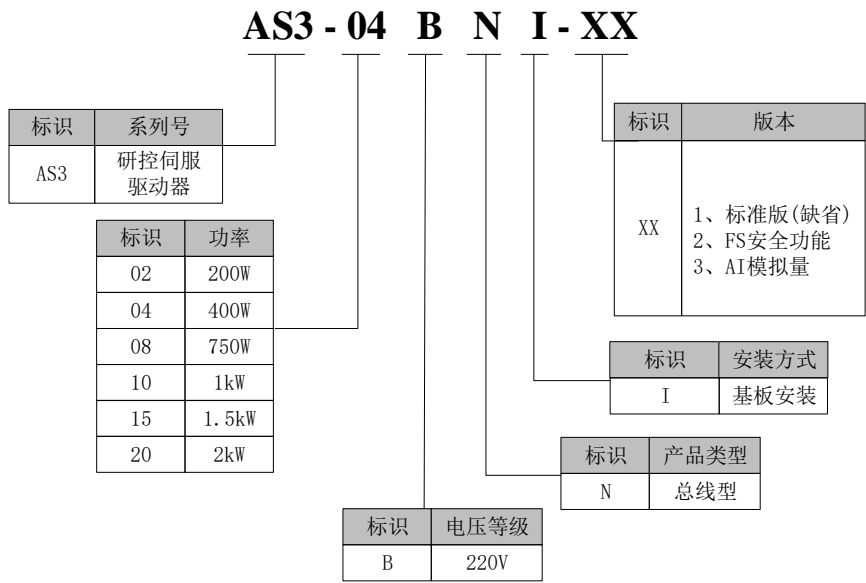 AS3 - 04 B N I - XX
标识 系列号
AS3 研控伺服
驱动器
标识 功率
02 200W
04 400W
08 750W
10 1kW
15 1.5kW
20 2kW
标识 电压等级
B 220V
标识 产品类型
N 总线型
标识 安装方式
I 基板安装
标识 版本
XX 1、标准版(缺省)
2、FS安全功能
3、AI模拟量